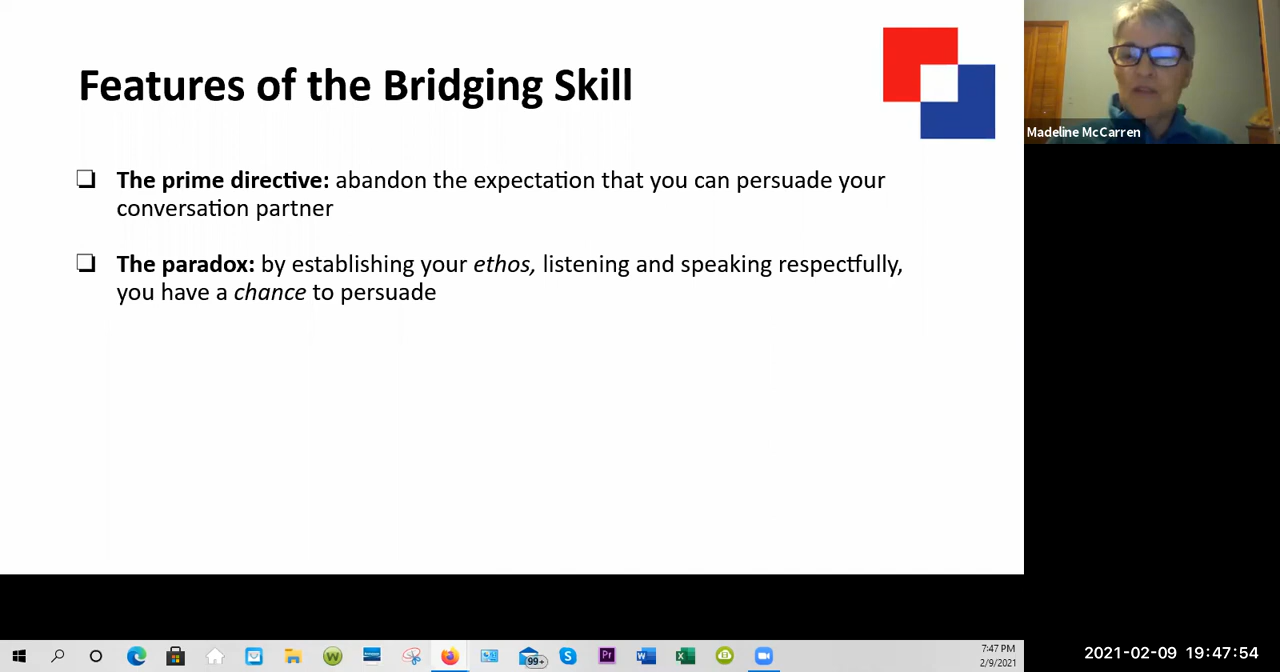 Features of the Bridging Skill
❑ The prime directive: abandon the expectation that you can persuade your
conversation partner
❑ The paradox: by establishing your ethos, listening and speaking respectfully,
you have a chance to persuade
Madeline McCarren
99+
S
Pr
W
X
7:47 PM
2/9/2021
2021-02-09 19:47:54